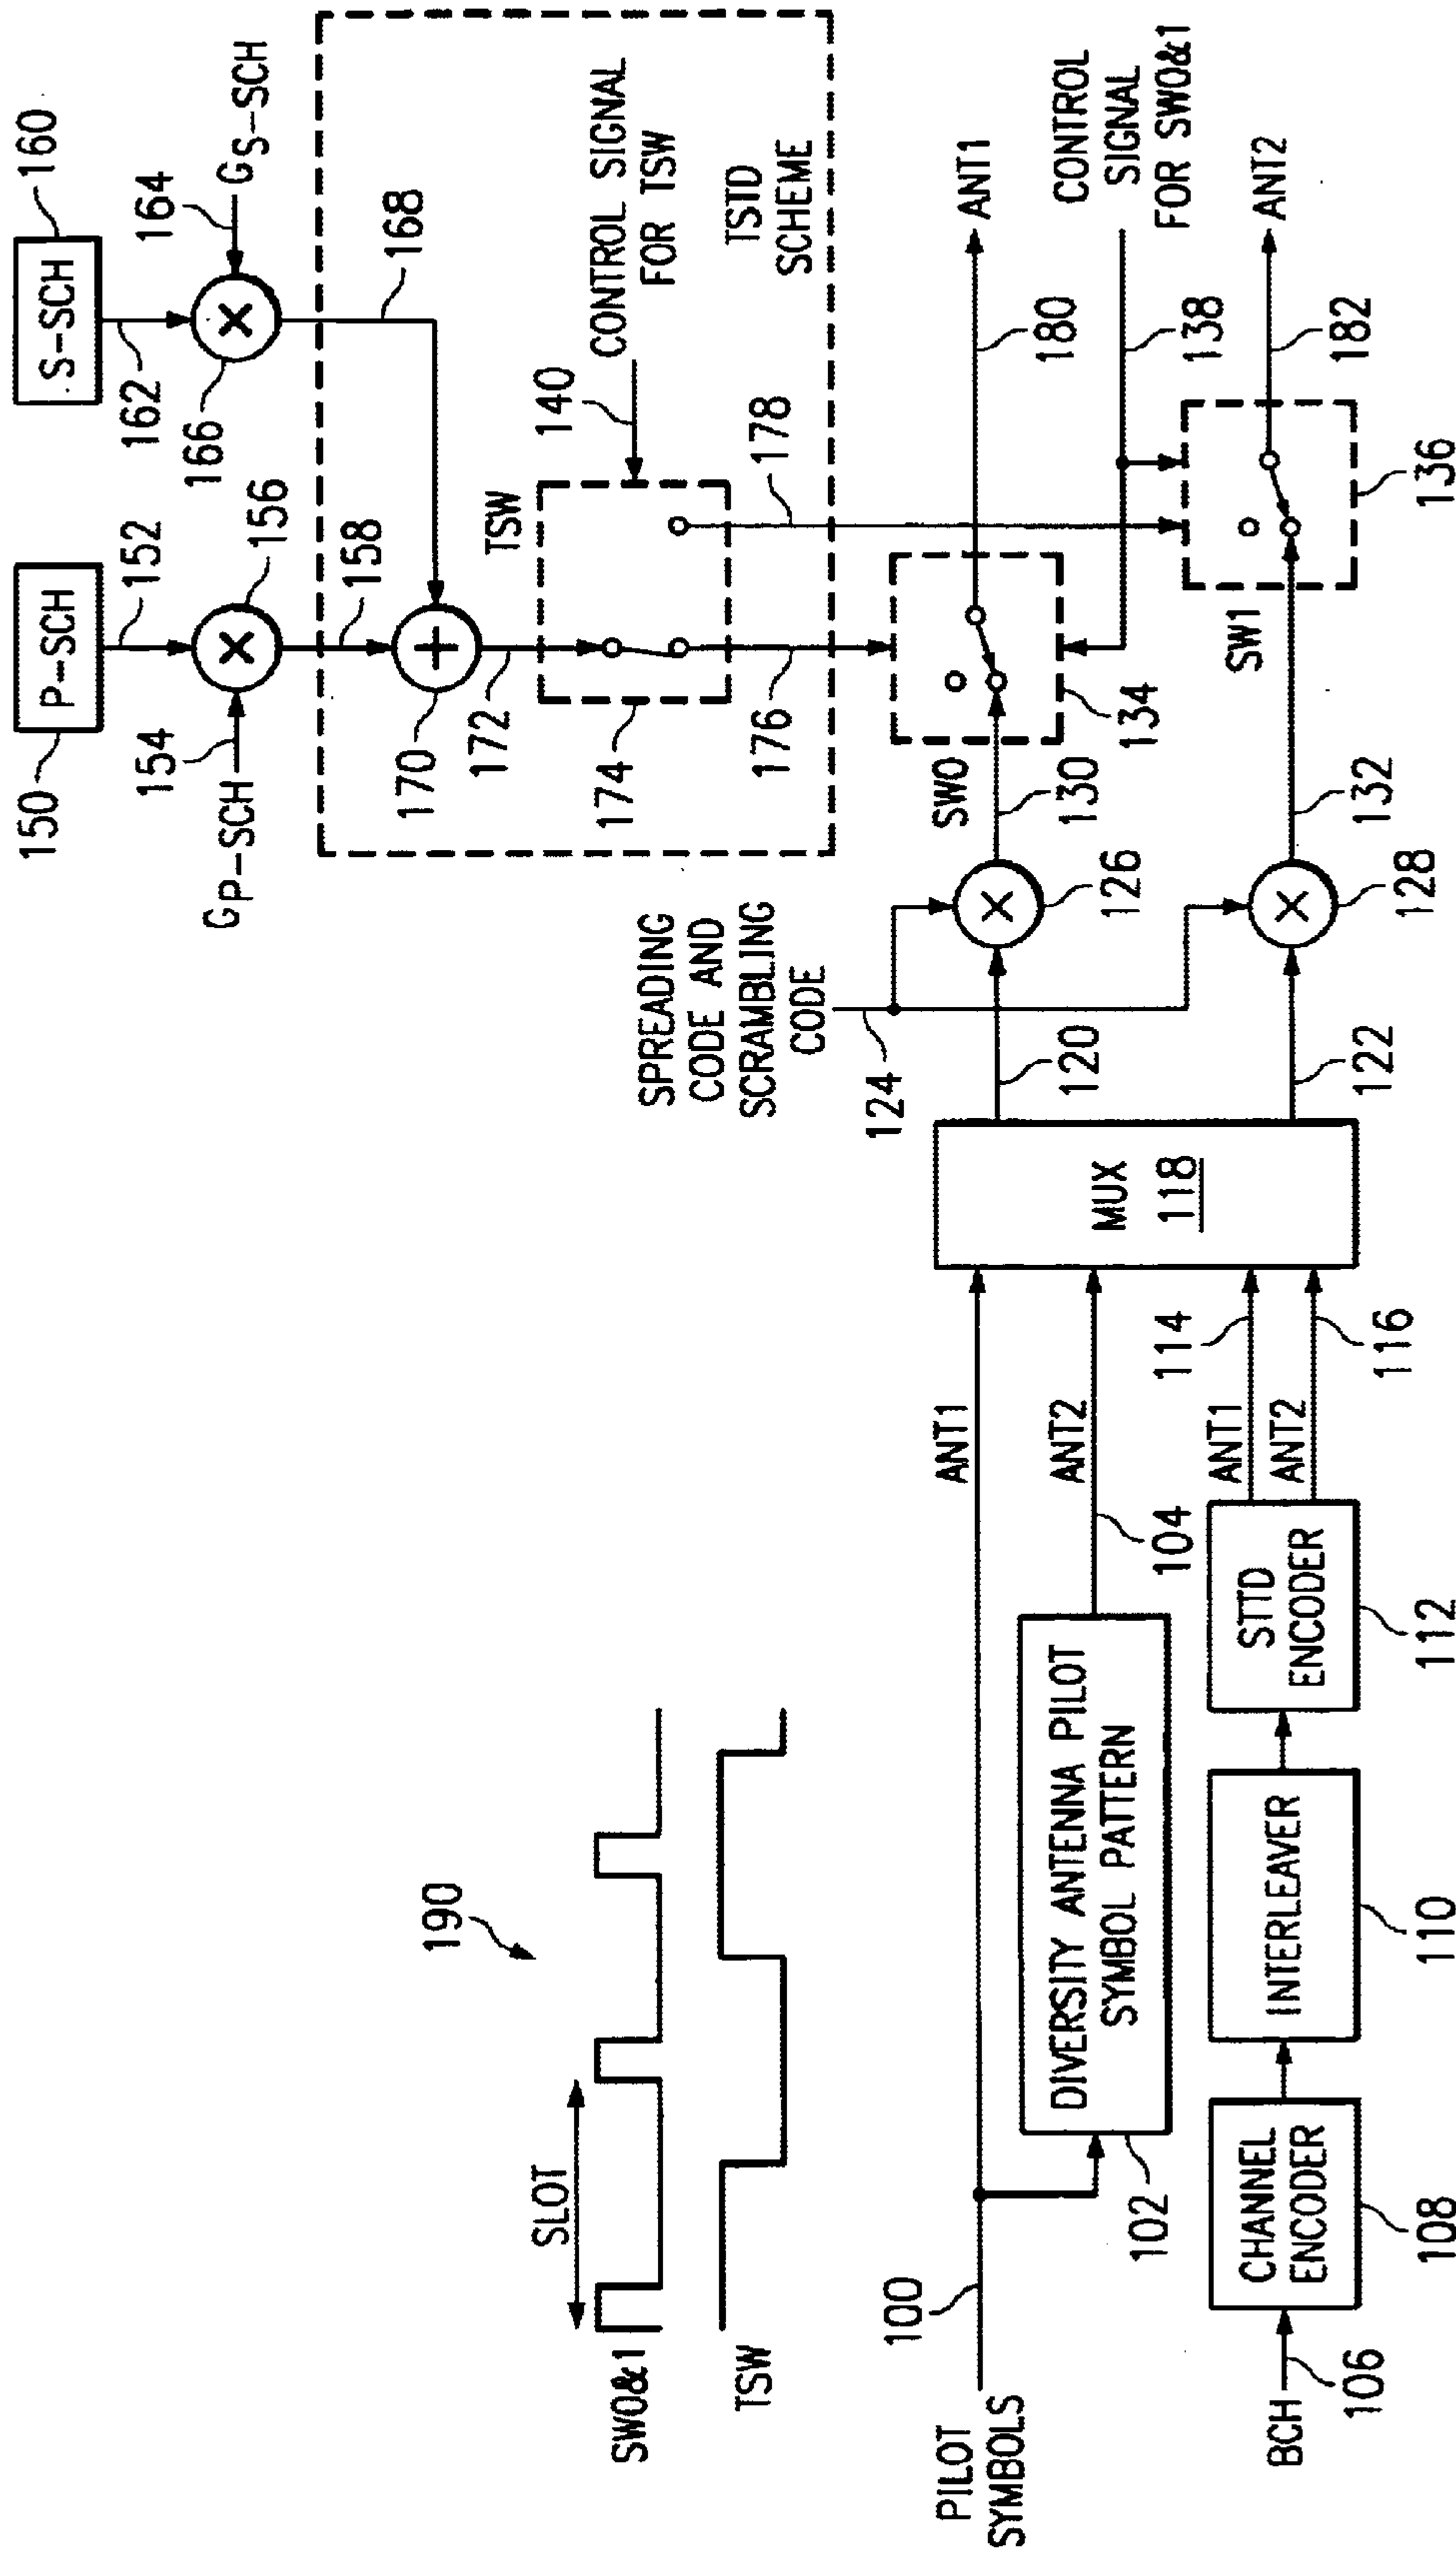 150
P-SCH
152
154
GP-SCH
156
158
160
S-SCH
162
164
GS-SCH
166
168
170
172
TSW
140
CONTROL SIGNAL
FOR TSW
174
176
178
TSTD
SCHEME
190
SLOT
SW0&1
TSW
SPREADING
CODE AND
SCRAMBLING
CODE
124
SW0
134
180
ANT1
CONTROL
SIGNAL
FOR SW0&1
138
PILOT
SYMBOLS
100
ANT1
DIVERSITY ANTENNA PILOT
SYMBOL PATTERN
102
104
ANT2
MUX
118
120
126
130
122
128
132
SW1
136
182
ANT2
BCH
106
CHANNEL
ENCODER
108
INTERLEAVER
110
STTD
ENCODER
112
ANT1
114
ANT2
116